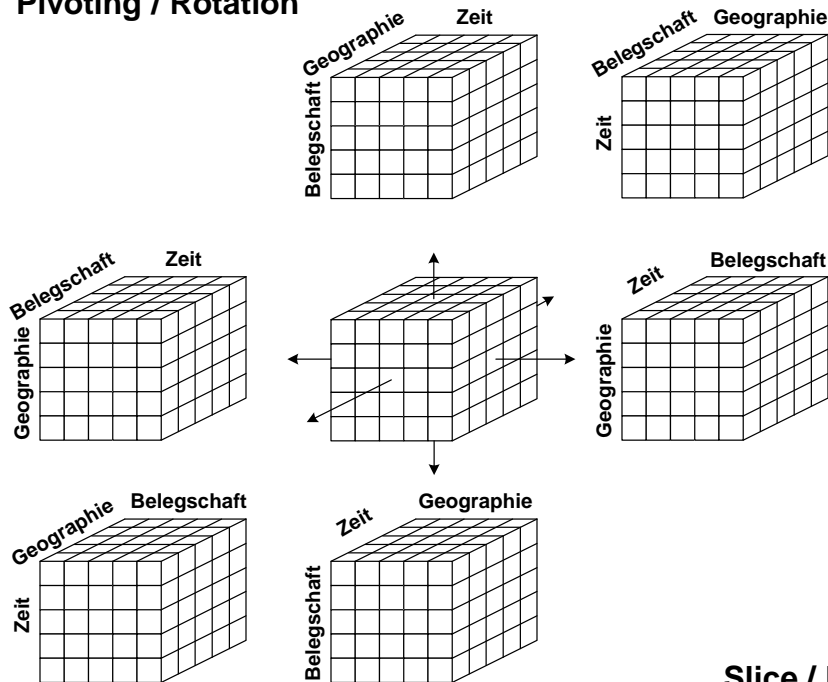 Pivoting / Rotation
Geographie
Zeit
Belegschaft
Belegschaft
Geographie
Zeit
Belegschaft
Zeit
Geographie
Zeit
Belegschaft
Geographie
Geographie
Belegschaft
Zeit
Zeit
Geographie
Belegschaft
Slice /